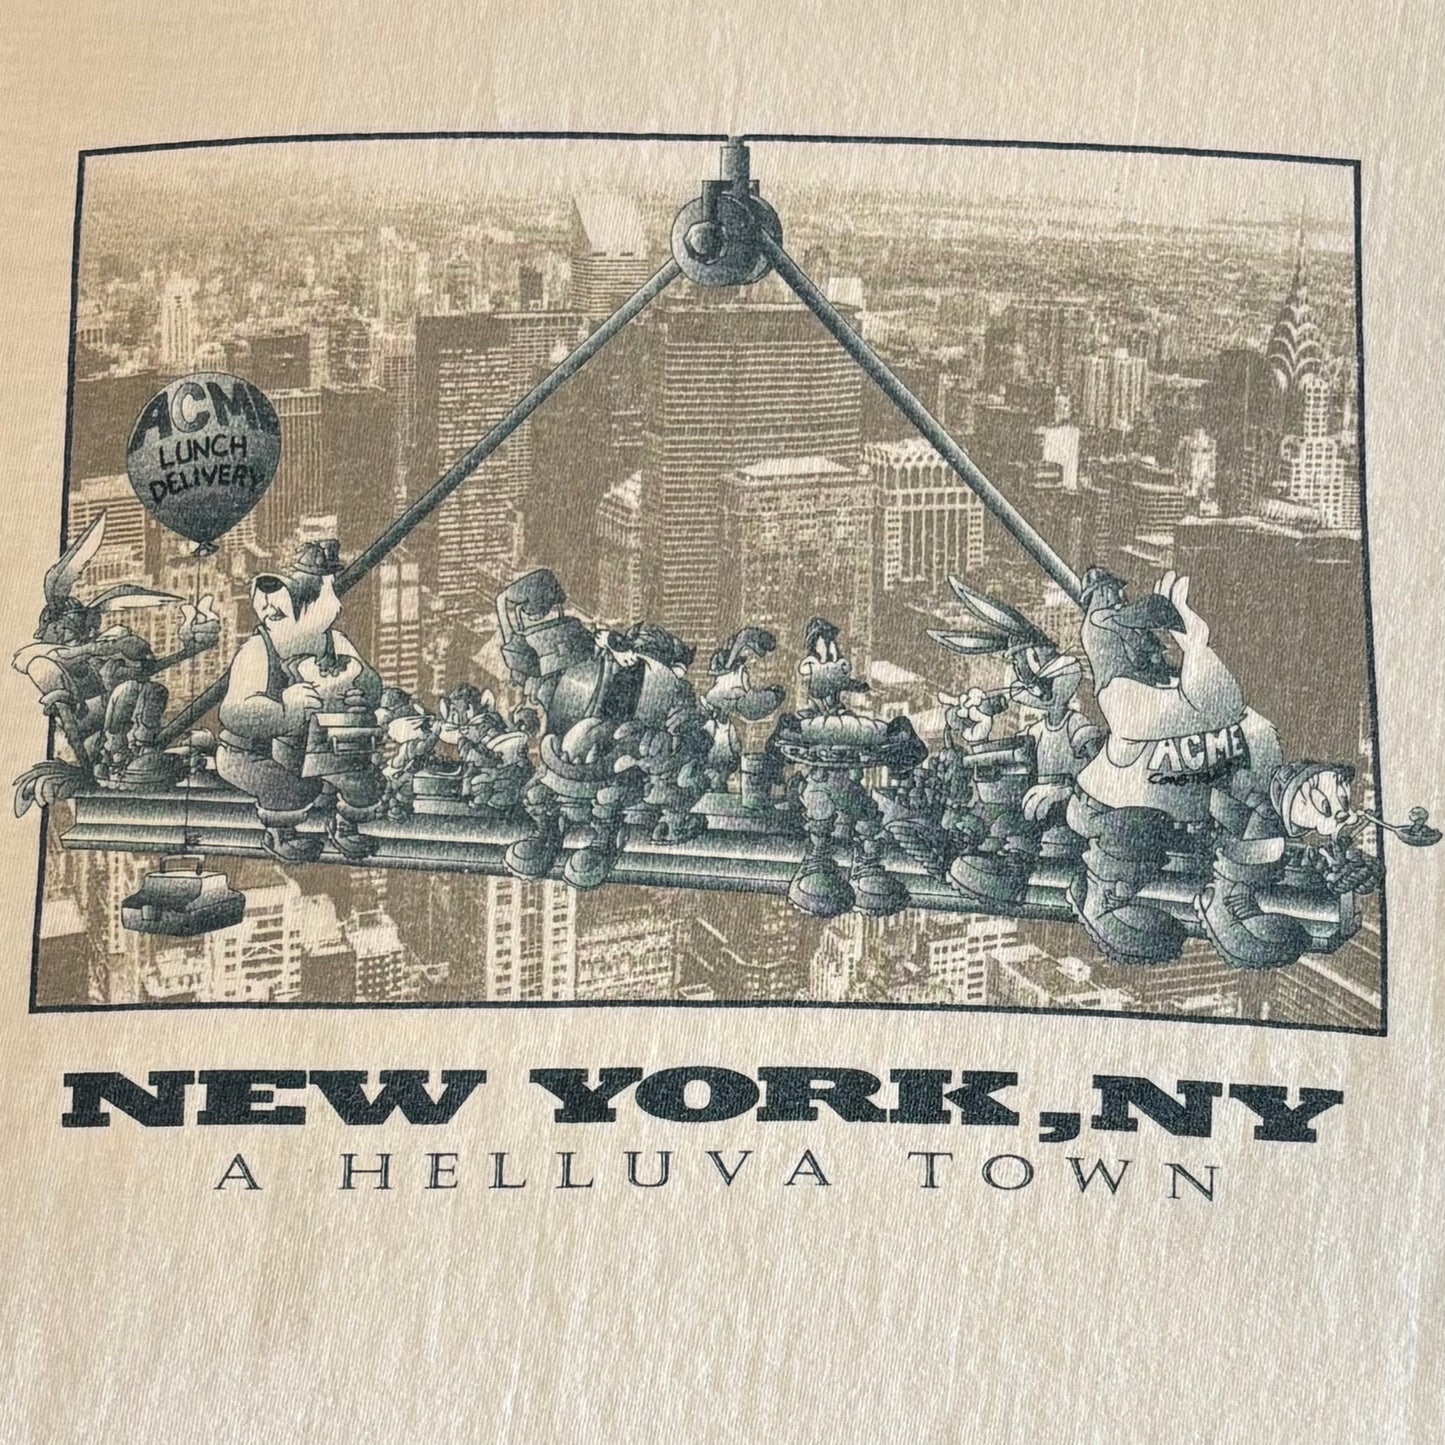 ACME
LUNCH
DELIVERY
ACME
NEW YORK, NY
A HELLUVA TOWN